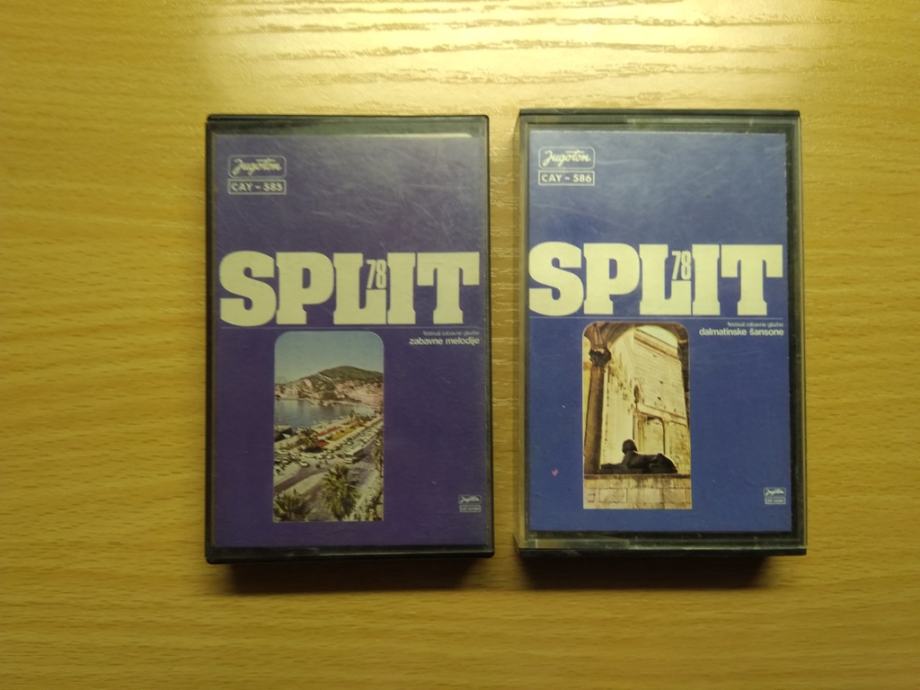 Jugoton
CAY - 585
SPLIT
78
festival zabavne glazbe
zabavne melodije
Jugoton
Jugoton
CAY - 586
SPLIT
78
festival zabavne glazbe
dalmatinske šansone
Jugoton